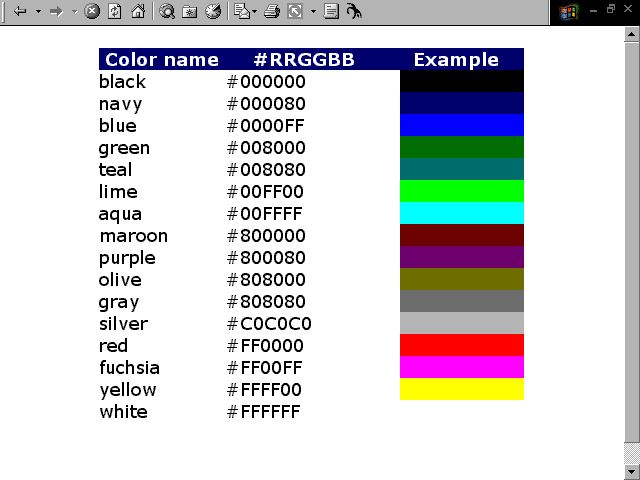 Color name #RRGGBB Example
black #000000
navy #000080
blue #0000FF
green #008000
teal #008080
lime #00FF00
aqua #00FFFF
maroon #800000
purple #800080
olive #808000
gray #808080
silver #C0C0C0
red #FF0000
fuchsia #FF00FF
yellow #FFFF00
white #FFFFFF